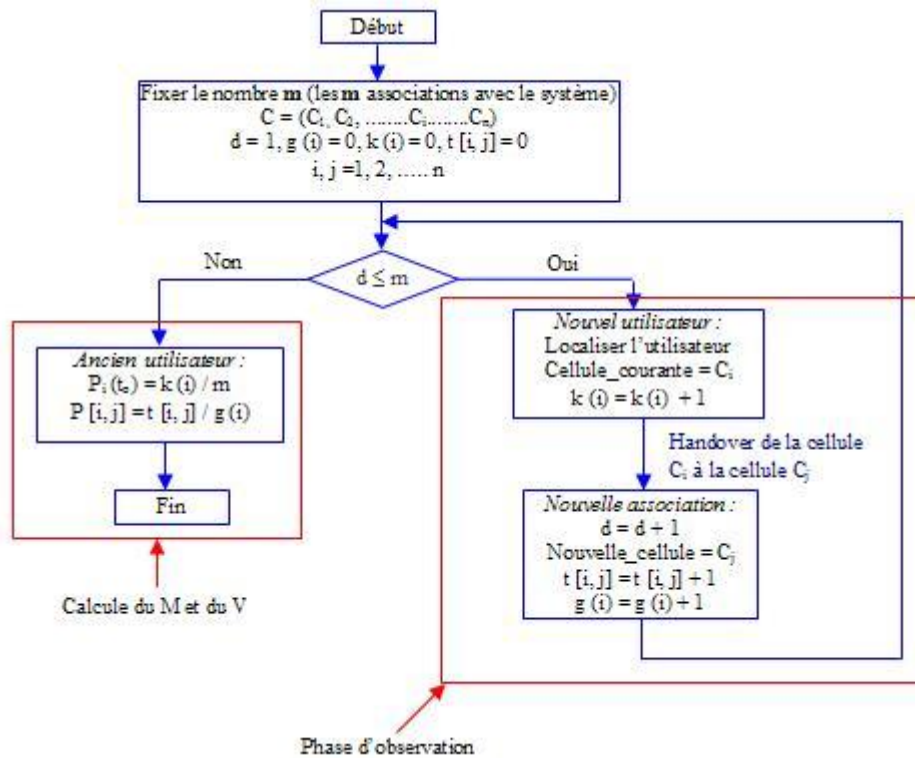 Début
Fixer le nombre m (les m associations avec le système)
C = (C1, C2, ........Ci........Cn)
d = 1, g (i) = 0, k (i) = 0, t [i, j] = 0
i, j =1, 2, ..... n
Non
d ≤ m
Oui
Ancien utilisateur :
Pi (to) = k (i) / m
P [i, j] = t [i, j] / g (i)
Fin
Calcule du M et du V
Nouvel utilisateur :
Localiser l'utilisateur
Cellule_courante = Ci
k (i) = k (i) + 1
Handover de la cellule
Ci à la cellule Cj
Nouvelle association :
d = d + 1
Nouvelle_cellule = Cj
t [i, j] = t [i, j] + 1
g (i) = g (i) + 1
Phase d'observation